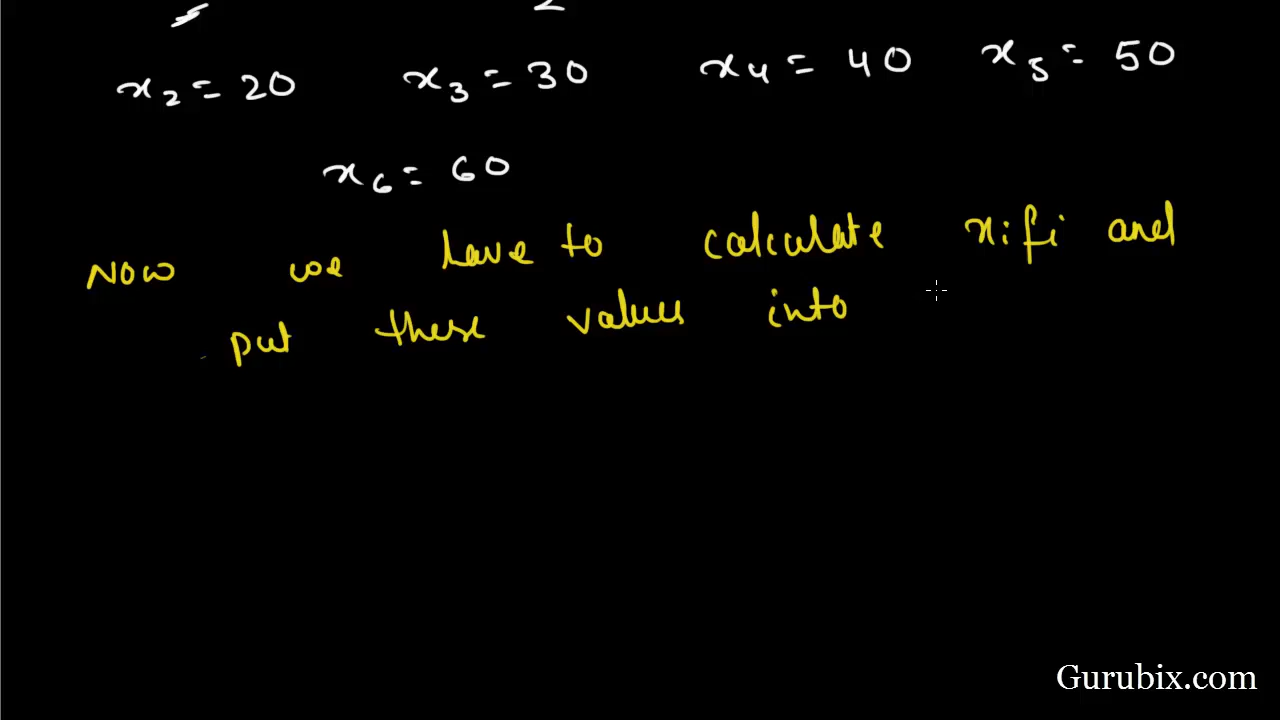 2
x2 = 20 x3 = 30 x4 = 40 x5 = 50
x6 = 60
Now we have to calculate xifi and
put these values into
Gurubix.com